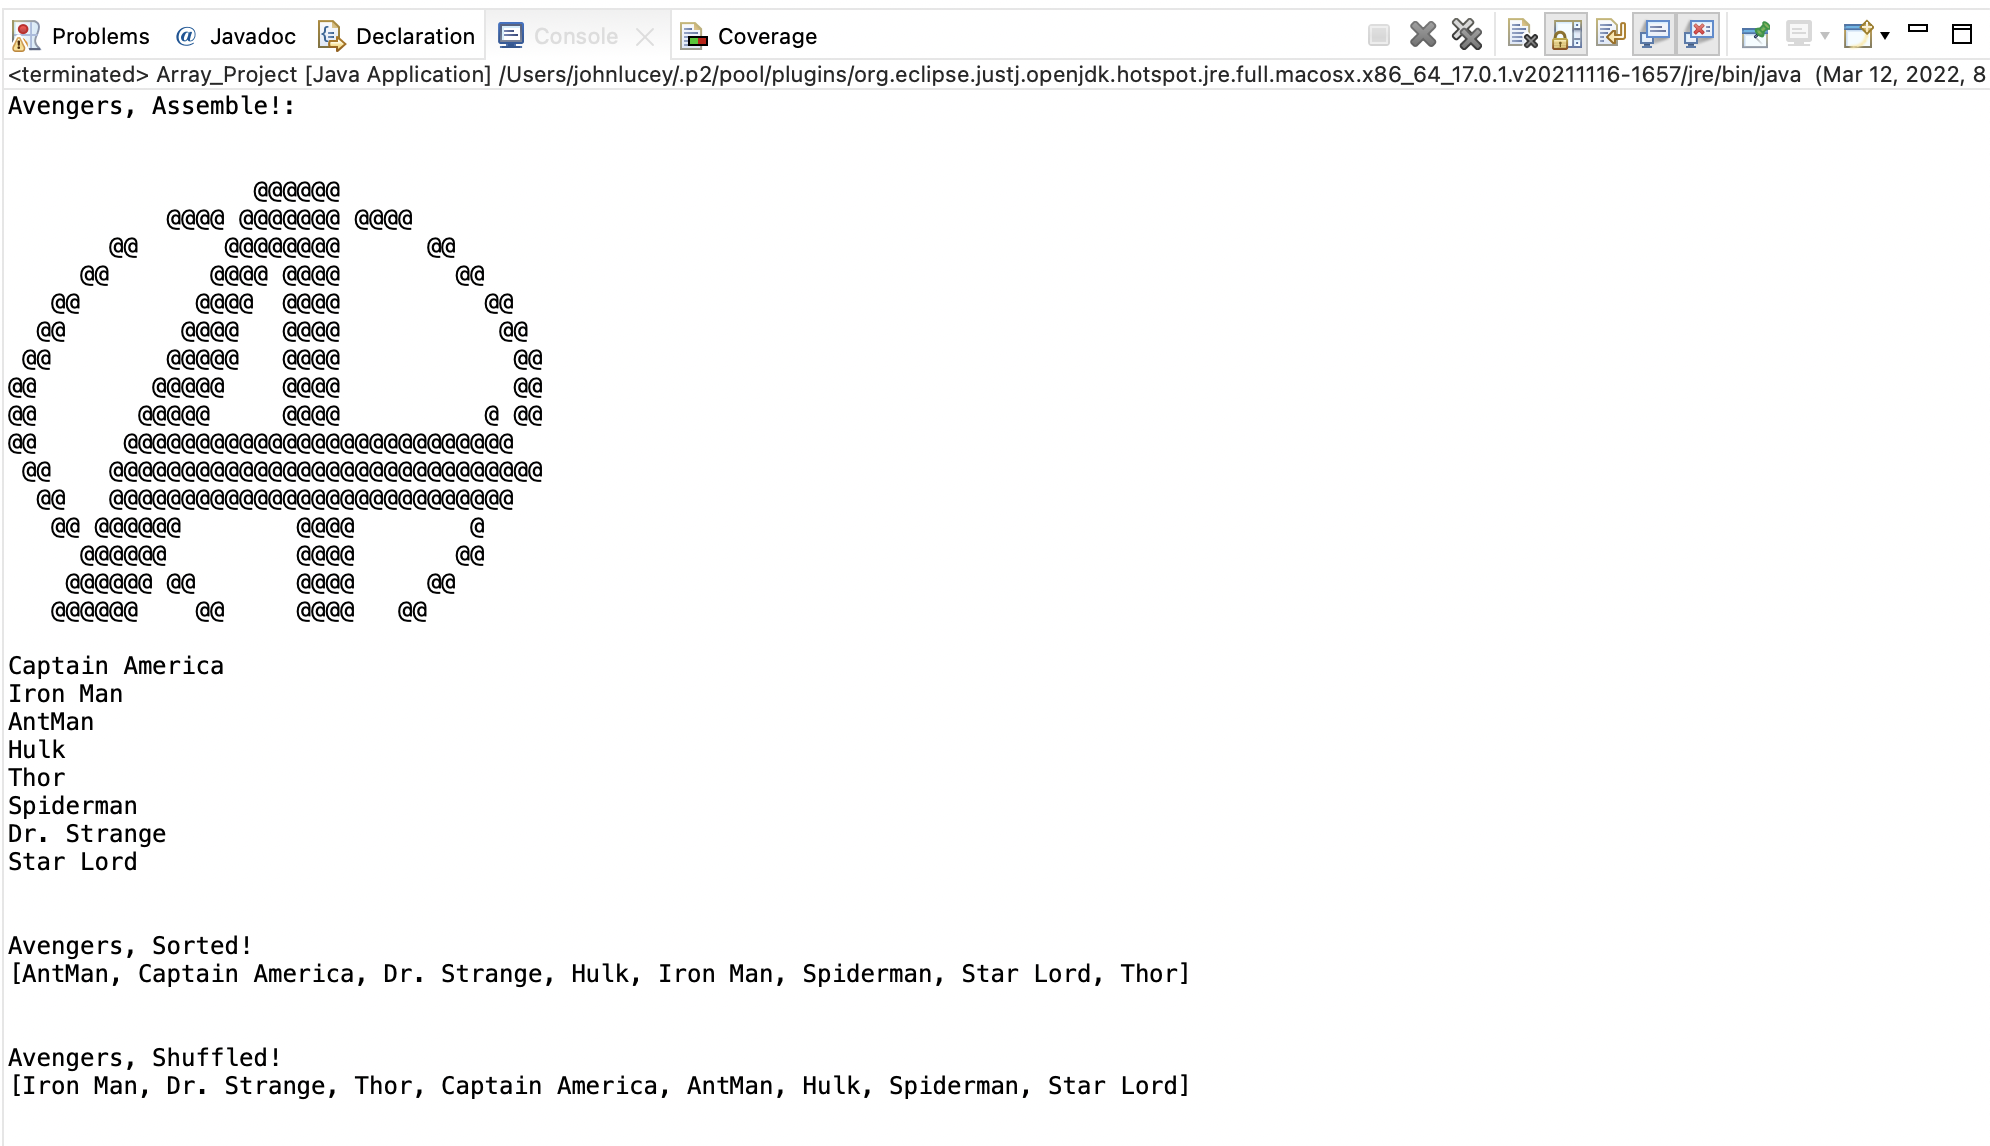 Problems @ Javadoc Declaration Console Coverage
<terminated> Array_Project [Java Application] /Users/johnlucey/.p2/pool/plugins/org.eclipse.justj.openjdk.hotspot.jre.full.macosx.x86_64_17.0.1.v20211116-1657/jre/bin/java (Mar 12, 2022, 8
Avengers, Assemble!:
                 @@@@@@
           @@@@ @@@@@@@ @@@@
       @@      @@@@@@@@      @@
     @@       @@@@ @@@@        @@
   @@        @@@@  @@@@          @@
  @@        @@@@   @@@@           @@
 @@        @@@@@   @@@@            @@
@@        @@@@@    @@@@            @@
@@       @@@@@     @@@@          @ @@
@@      @@@@@@@@@@@@@@@@@@@@@@@@@@@
 @@    @@@@@@@@@@@@@@@@@@@@@@@@@@@@@@
  @@   @@@@@@@@@@@@@@@@@@@@@@@@@@@@
   @@ @@@@@@        @@@@        @
     @@@@@@         @@@@       @@
    @@@@@@ @@       @@@@     @@
   @@@@@@    @@     @@@@   @@
Captain America
Iron Man
AntMan
Hulk
Thor
Spiderman
Dr. Strange
Star Lord
Avengers, Sorted!
[AntMan, Captain America, Dr. Strange, Hulk, Iron Man, Spiderman, Star Lord, Thor]
Avengers, Shuffled!
[Iron Man, Dr. Strange, Thor, Captain America, AntMan, Hulk, Spiderman, Star Lord]